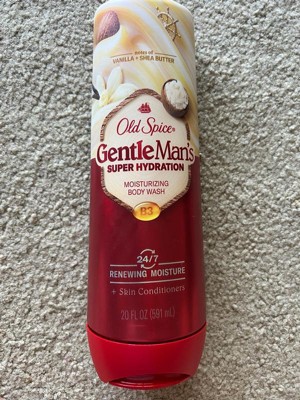 notes of
VANILLA + SHEA BUTTER
Old Spice
GentleMan's
SUPER HYDRATION
MOISTURIZING
BODY WASH
B3
24/7
RENEWING MOISTURE
+ Skin Conditioners
20 FL OZ (591 mL)